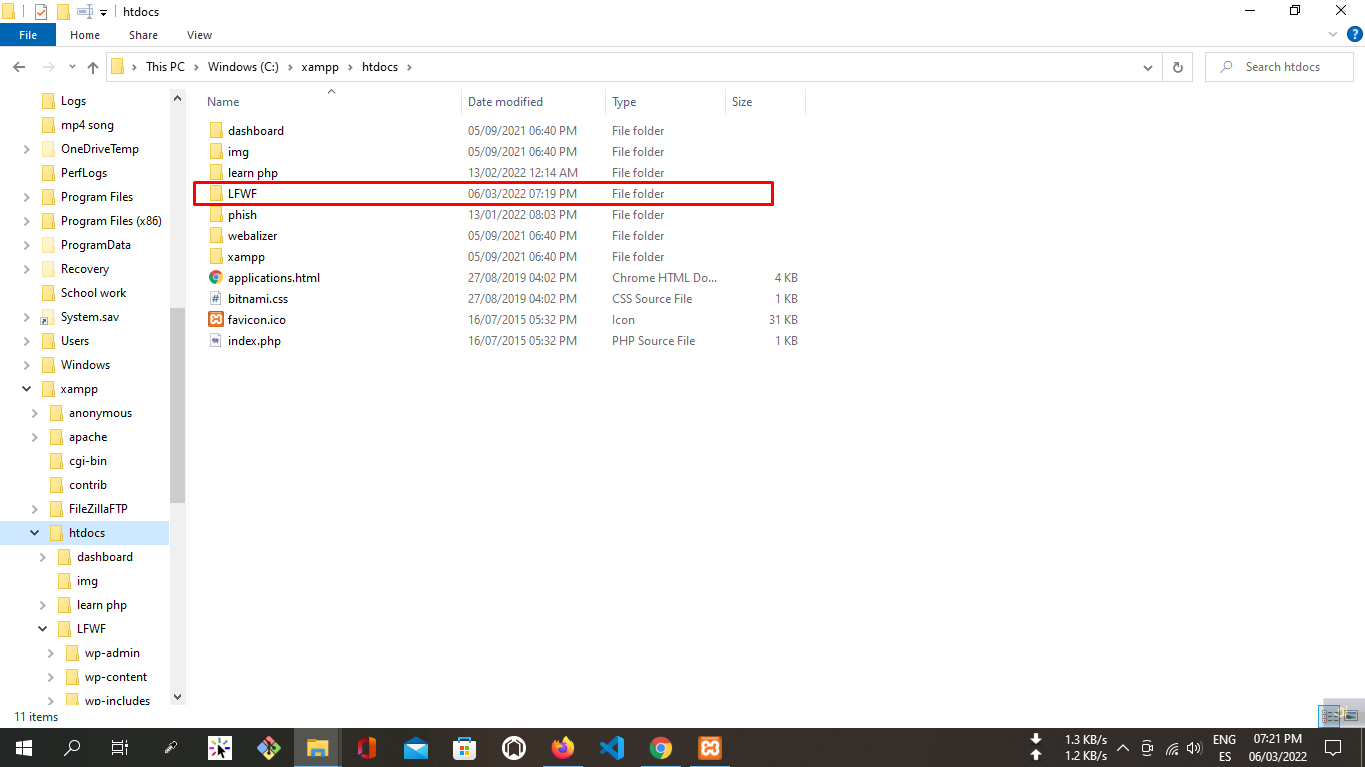 htdocs
File Home Share View
This PC Windows (C:) xampp htdocs Search htdocs
Logs
mp4 song
OneDriveTemp
PerfLogs
Program Files
Program Files (x86)
ProgramData
Recovery
School work
System.sav
Users
Windows
xampp
anonymous
apache
cgi-bin
contrib
FileZillaFTP
htdocs
dashboard
img
learn php
LFWF
wp-admin
wp-content
wp-includes
Name Date modified Type Size
dashboard 05/09/2021 06:40 PM File folder
img 05/09/2021 06:40 PM File folder
learn php 13/02/2022 12:14 AM File folder
LFWF 06/03/2022 07:19 PM File folder
phish 13/01/2022 08:03 PM File folder
webalizer 05/09/2021 06:40 PM File folder
xampp 05/09/2021 06:40 PM File folder
applications.html 27/08/2019 04:02 PM Chrome HTML Do... 4 KB
bitnami.css 27/08/2019 04:02 PM CSS Source File 1 KB
favicon.ico 16/07/2015 05:32 PM Icon 31 KB
index.php 16/07/2015 05:32 PM PHP Source File 1 KB
11 items
1.3 KB/s ENG 07:21 PM
1.2 KB/s ES 06/03/2022